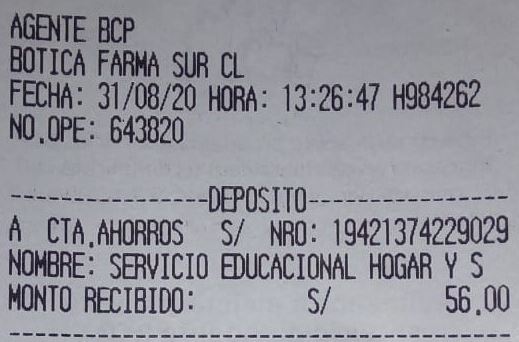 AGENTE BCP
BOTICA FARMA SUR CL
FECHA: 31/08/20 HORA: 13:26:47 H984262
NO.OPE: 643820
-----------------DEPOSITO-----------------
A CTA.AHORROS S/ NRO: 19421374229029
NOMBRE: SERVICIO EDUCACIONAL HOGAR Y S
MONTO RECIBIDO: S/ 56.00
------------------------------------------